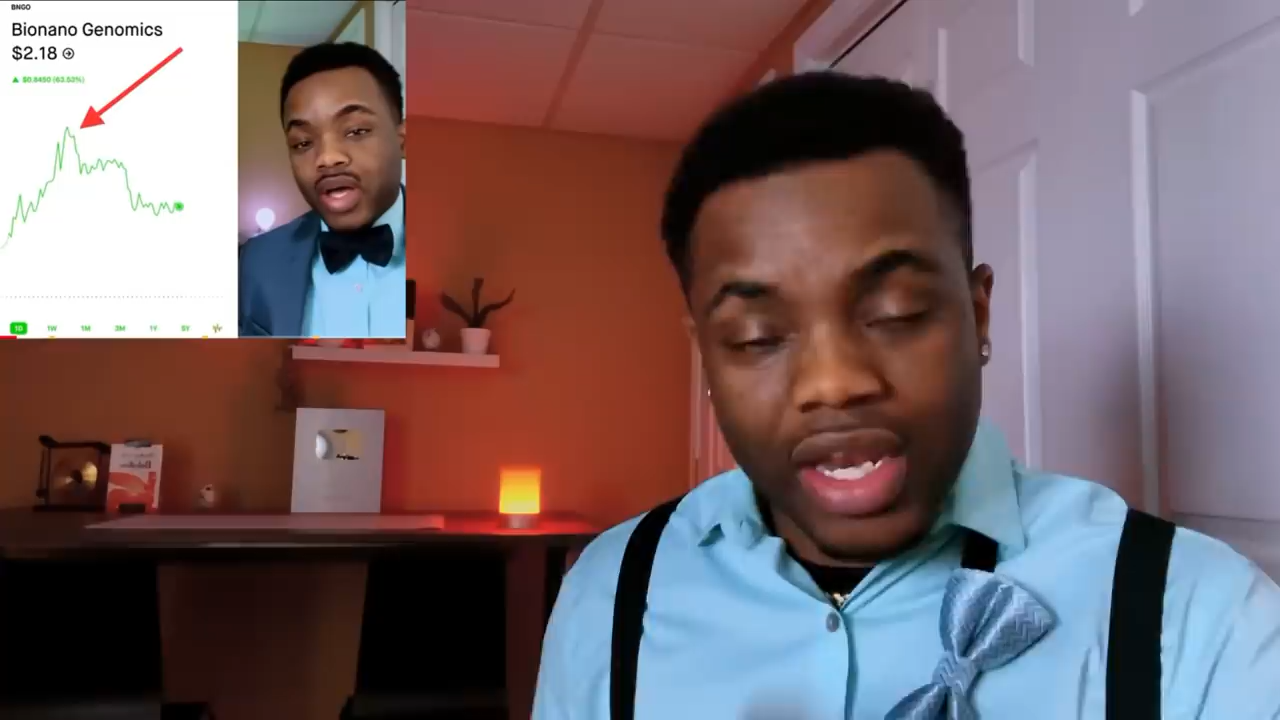 BNGO
Bionano Genomics
$2.18
▲ $0.8450 (63.53%)
1D 1W 1M 3M 1Y 5Y